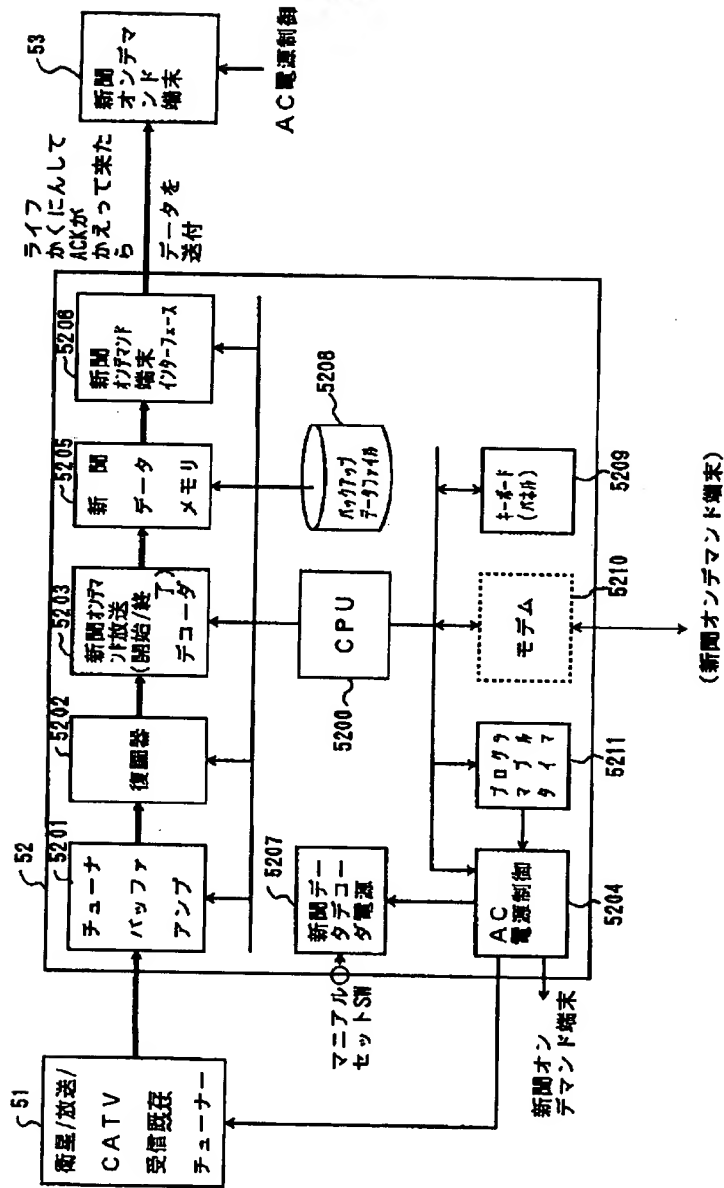 51
衛星/放送/
CATV
受信既存
チューナー
52
5201
チューナ
バッファ
アンプ
5202
復調器
5203
新聞オンデマ
ンド放送
(開始/終了)
デコーダ
5205
新聞
データ
メモリ
5206
新聞
オンデマンド
端末
インターフェース
ライフ
かくにんして
ACKが
かえって来た
ら
データを
送付
53
新聞
オンデマ
ンド
端末
AC電源制御
マニアル
セットSW
5207
新聞デー
タデコー
ダ電源
5200
CPU
5208
バックアップ
データファイル
AC
電源制御
5204
プログラ
マブル
タイマ
5211
モデム
5210
キーボード
(パネル)
5209
新聞オン
デマンド端末
(新聞オンデマンド端末)